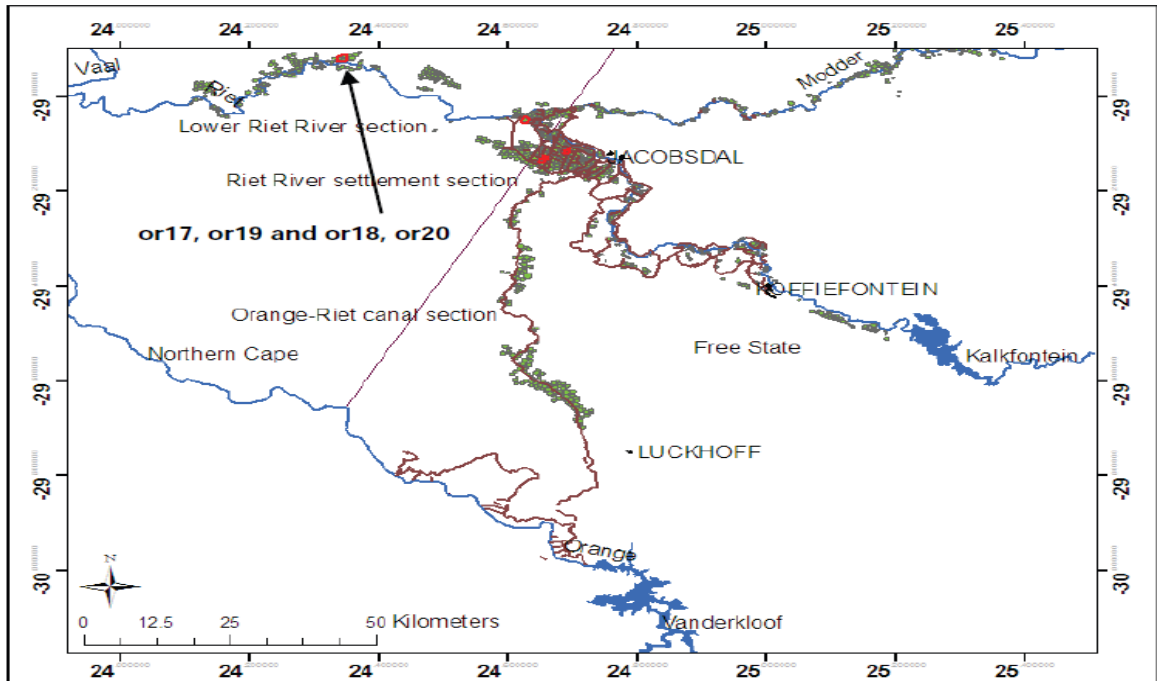 24 24 24 24 24 25 25 25
Vaal
Riet
Modder
-29 -29
Lower Riet River section
JACOBSDAL
Riet River settlement section
-29 -29
or17, or19 and or18, or20
-29 -29
KOFFIEFONTEIN
Orange-Riet canal section
Northern Cape
Free State
Kalkfontein
-29 -29
LUCKHOFF
-29 -29
Orange
-30 -30
N
Vanderkloof
0 12.5 25 50 Kilometers
24 24 24 24 24 25 25 25